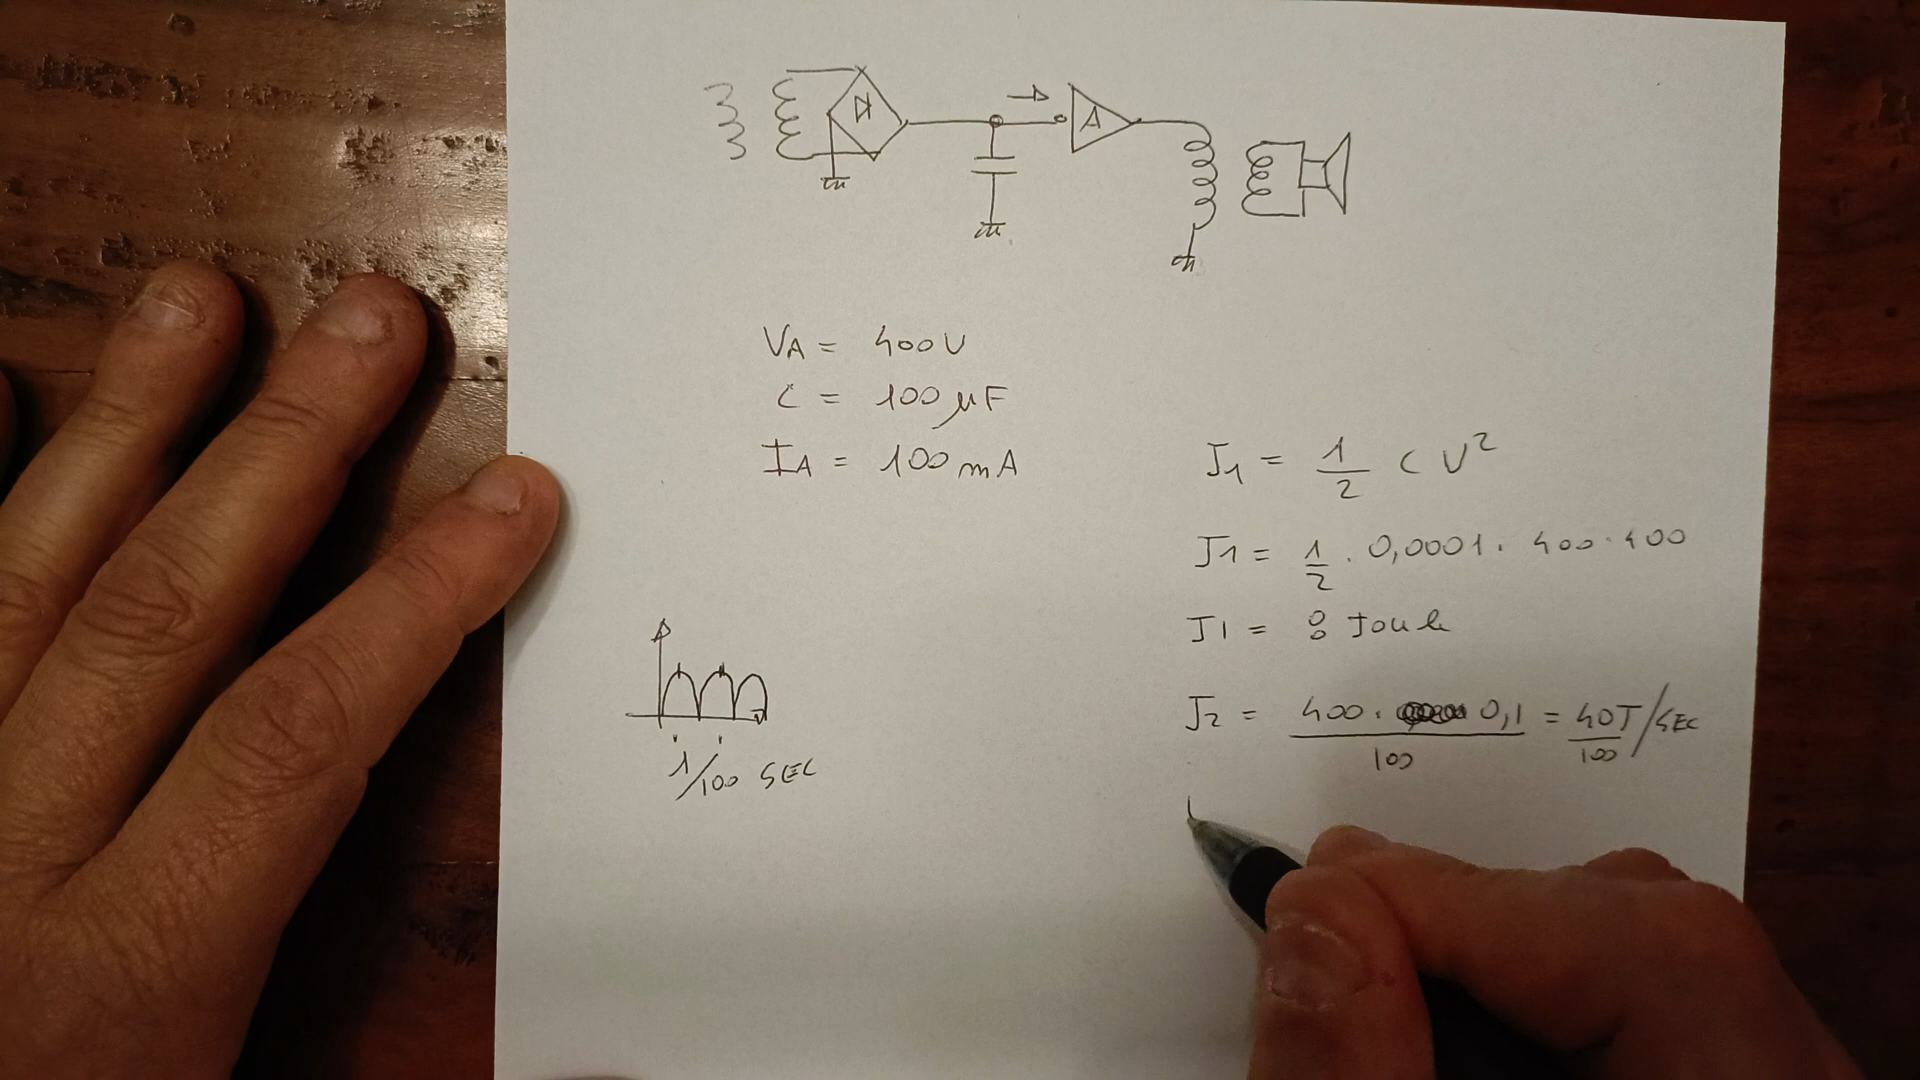 A
VA = 400V
C = 100 µF
IA = 100 mA
J1 = 1/2 C V²
J1 = 1/2 . 0,0001 . 400 . 400
J1 = 8 Joule
J2 = 400 . 0,1 / 100 = 40J/100 /SEC
1/100 SEC